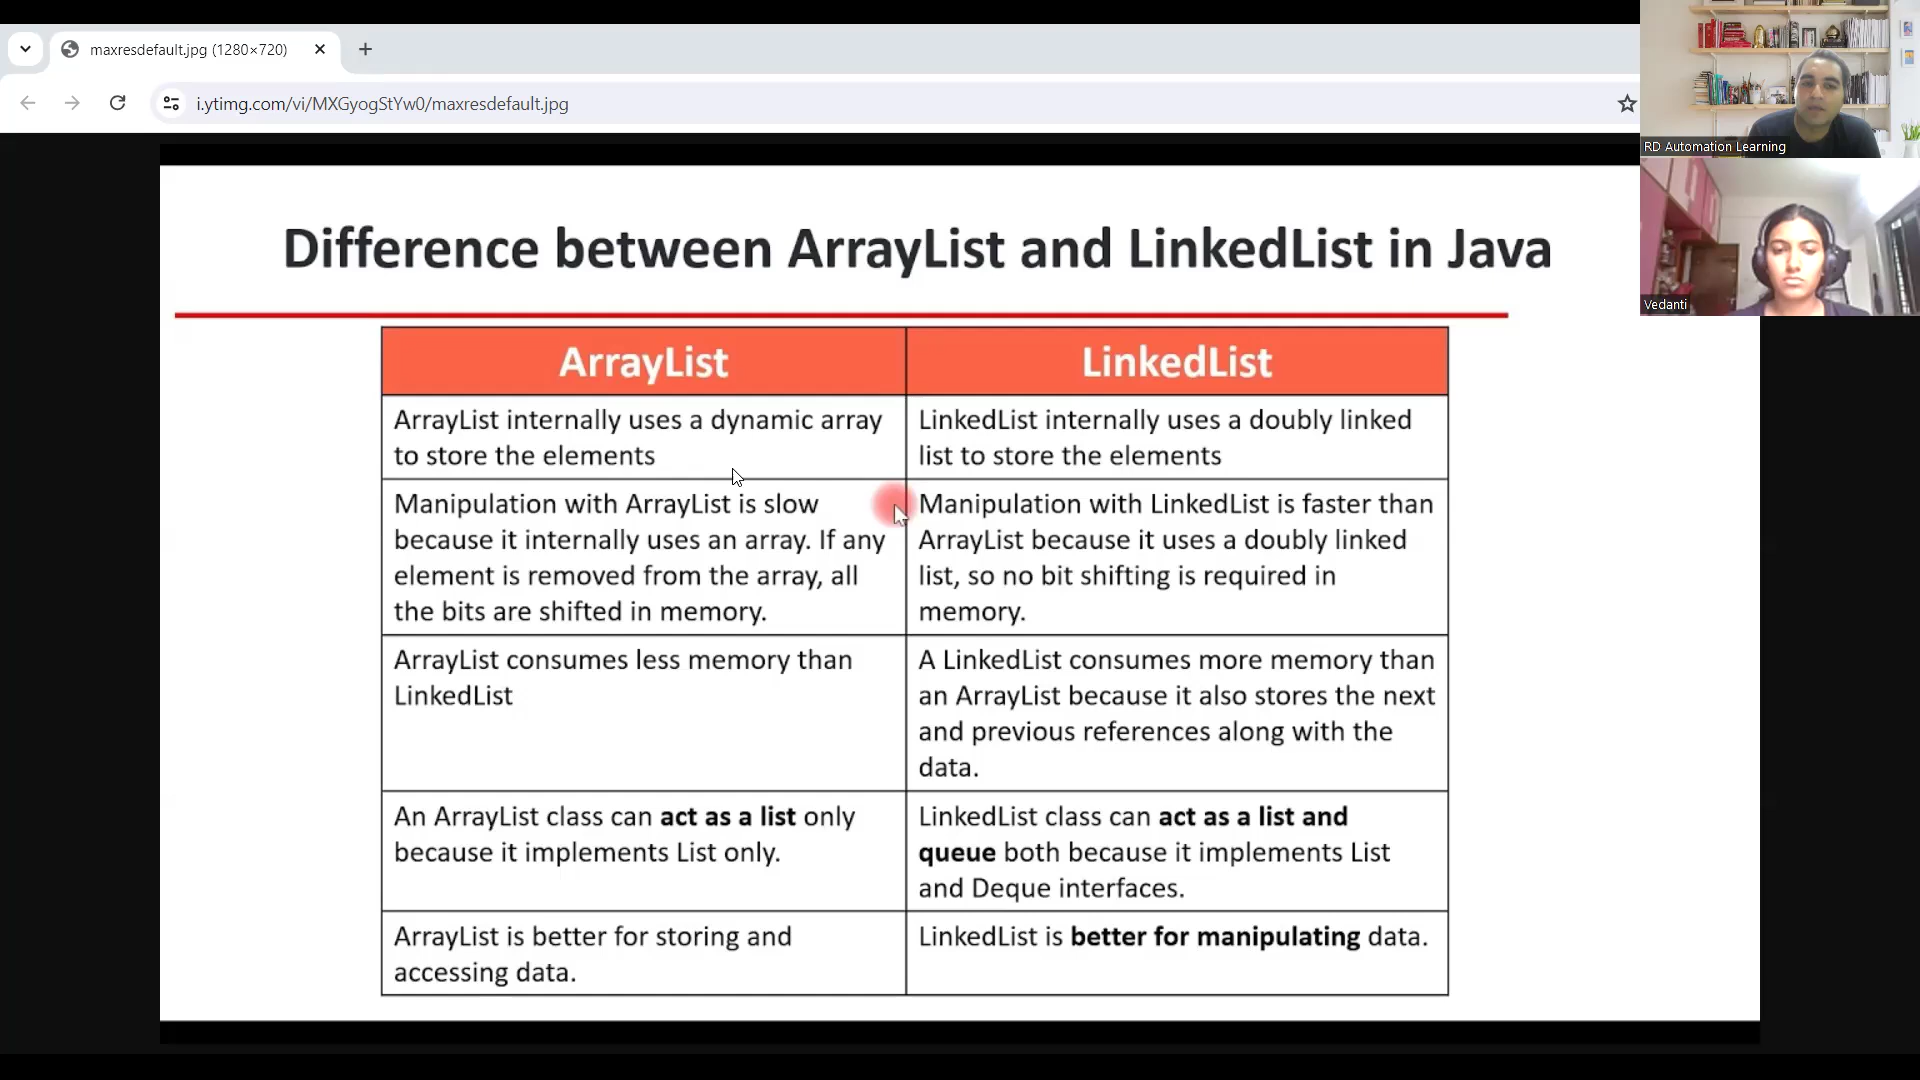 maxresdefault.jpg (1280×720)
i.ytimg.com/vi/MXGyogStYw0/maxresdefault.jpg
RD Automation Learning
Vedanti
Difference between ArrayList and LinkedList in Java
ArrayList
LinkedList
ArrayList internally uses a dynamic array
to store the elements
LinkedList internally uses a doubly linked
list to store the elements
Manipulation with ArrayList is slow
because it internally uses an array. If any
element is removed from the array, all
the bits are shifted in memory.
Manipulation with LinkedList is faster than
ArrayList because it uses a doubly linked
list, so no bit shifting is required in
memory.
ArrayList consumes less memory than
LinkedList
A LinkedList consumes more memory than
an ArrayList because it also stores the next
and previous references along with the
data.
An ArrayList class can act as a list only
because it implements List only.
LinkedList class can act as a list and
queue both because it implements List
and Deque interfaces.
ArrayList is better for storing and
accessing data.
LinkedList is better for manipulating data.